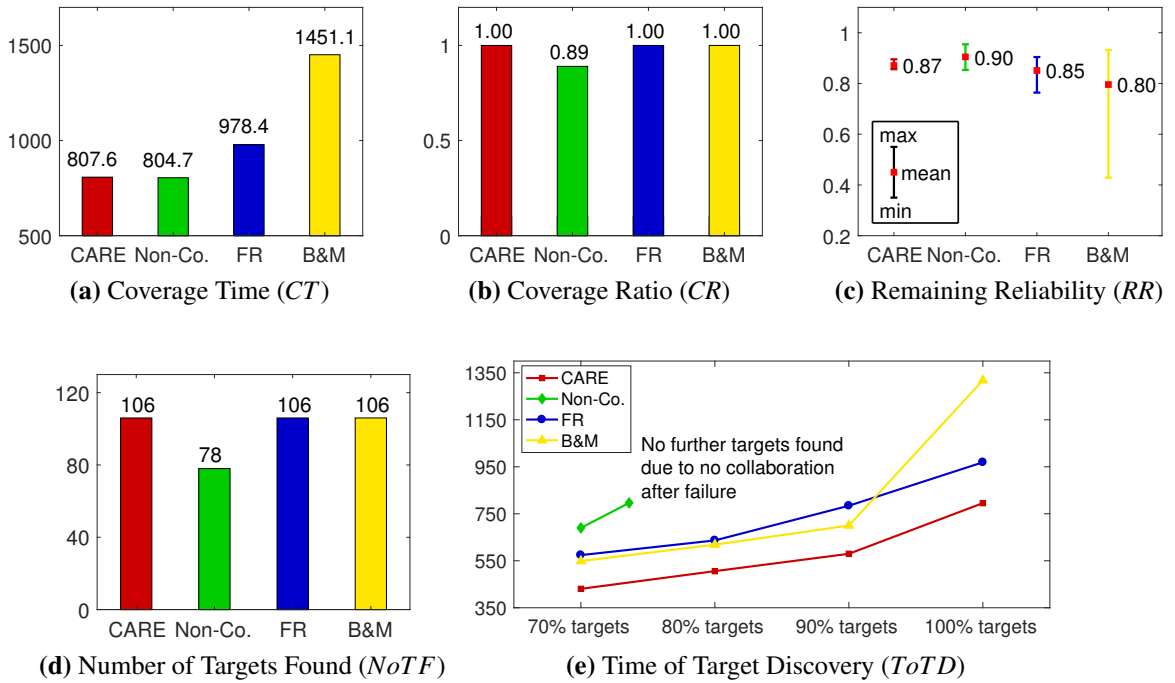 1500
1000
500
807.6
804.7
978.4
1451.1
CARE Non-Co. FR B&M
(a) Coverage Time (CT)
1
0.5
0
1.00
0.89
1.00
1.00
CARE Non-Co. FR B&M
(b) Coverage Ratio (CR)
1
0.8
0.6
0.4
0.2
0.87
0.90
0.85
0.80
max
mean
min
CARE Non-Co. FR B&M
(c) Remaining Reliability (RR)
120
80
40
0
106
78
106
106
CARE Non-Co. FR B&M
(d) Number of Targets Found (NoTF)
1350
1150
950
750
550
350
CARE
Non-Co.
FR
B&M
No further targets found
due to no collaboration
after failure
70% targets 80% targets 90% targets 100% targets
(e) Time of Target Discovery (ToTD)